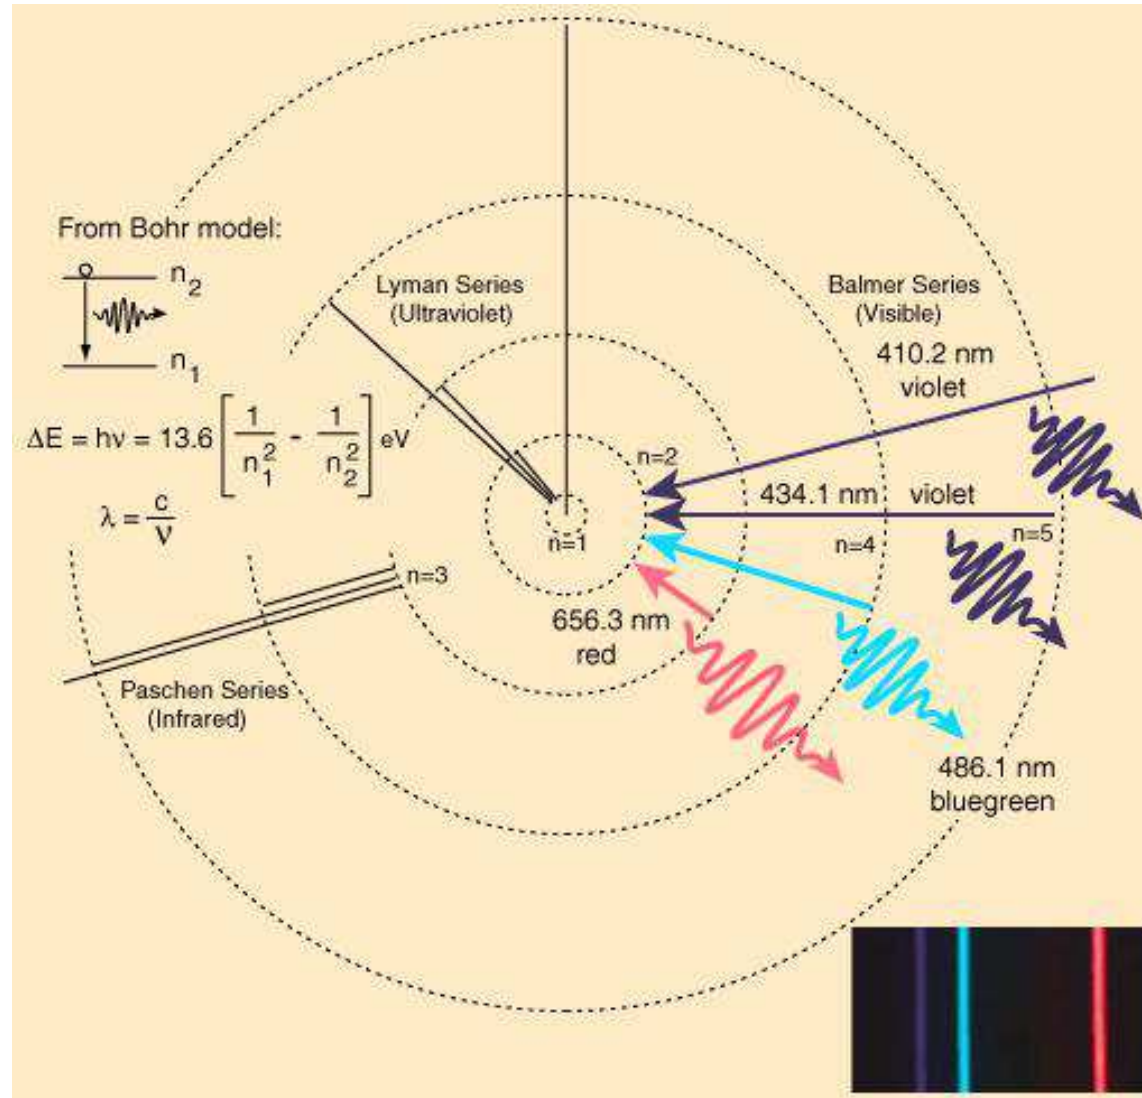 From Bohr model:
n₂
n₁
ΔE = hν = 13.6 [ 1/n₁² - 1/n₂² ] eV
λ = c/ν
Lyman Series
(Ultraviolet)
Balmer Series
(Visible)
410.2 nm
violet
n=2
434.1 nm violet
n=1
n=4
n=5
n=3
656.3 nm
red
Paschen Series
(Infrared)
486.1 nm
bluegreen